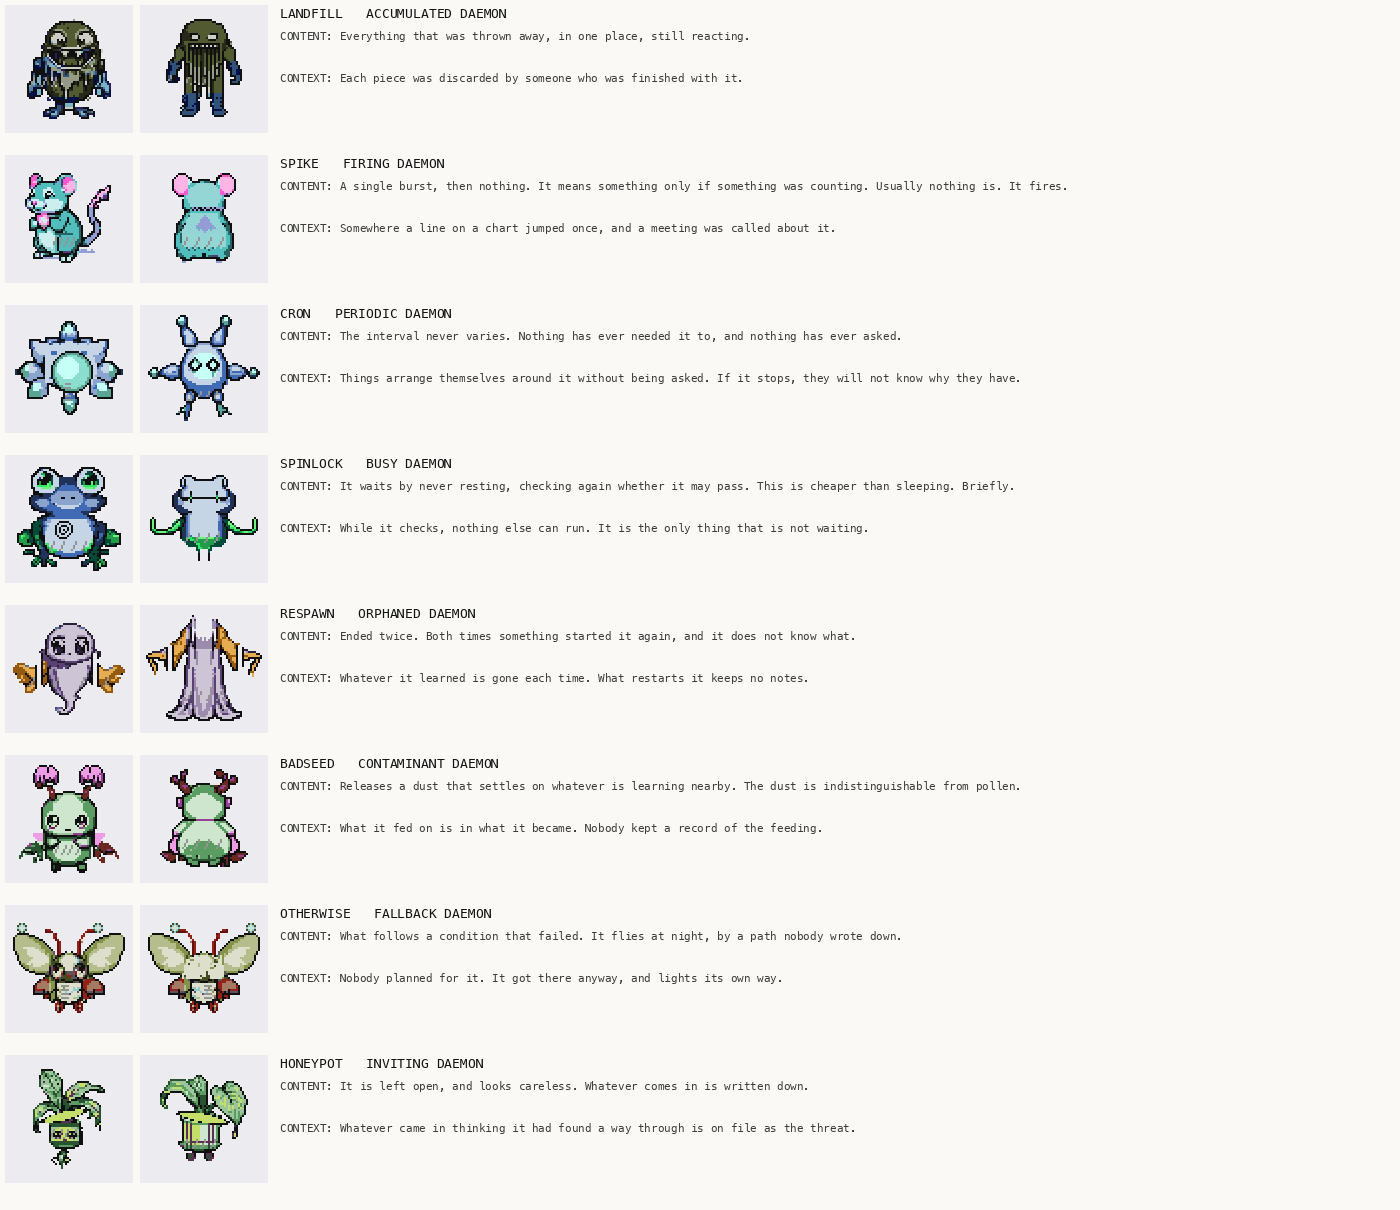 LANDFILL   ACCUMULATED DAEMON
CONTENT: Everything that was thrown away, in one place, still reacting.
CONTEXT: Each piece was discarded by someone who was finished with it.
SPIKE   FIRING DAEMON
CONTENT: A single burst, then nothing. It means something only if something was counting. Usually nothing is. It fires.
CONTEXT: Somewhere a line on a chart jumped once, and a meeting was called about it.
CRON   PERIODIC DAEMON
CONTENT: The interval never varies. Nothing has ever needed it to, and nothing has ever asked.
CONTEXT: Things arrange themselves around it without being asked. If it stops, they will not know why they have.
SPINLOCK   BUSY DAEMON
CONTENT: It waits by never resting, checking again whether it may pass. This is cheaper than sleeping. Briefly.
CONTEXT: While it checks, nothing else can run. It is the only thing that is not waiting.
RESPAWN   ORPHANED DAEMON
CONTENT: Ended twice. Both times something started it again, and it does not know what.
CONTEXT: Whatever it learned is gone each time. What restarts it keeps no notes.
BADSEED   CONTAMINANT DAEMON
CONTENT: Releases a dust that settles on whatever is learning nearby. The dust is indistinguishable from pollen.
CONTEXT: What it fed on is in what it became. Nobody kept a record of the feeding.
OTHERWISE   FALLBACK DAEMON
CONTENT: What follows a condition that failed. It flies at night, by a path nobody wrote down.
CONTEXT: Nobody planned for it. It got there anyway, and lights its own way.
HONEYPOT   INVITING DAEMON
CONTENT: It is left open, and looks careless. Whatever comes in is written down.
CONTEXT: Whatever came in thinking it had found a way through is on file as the threat.